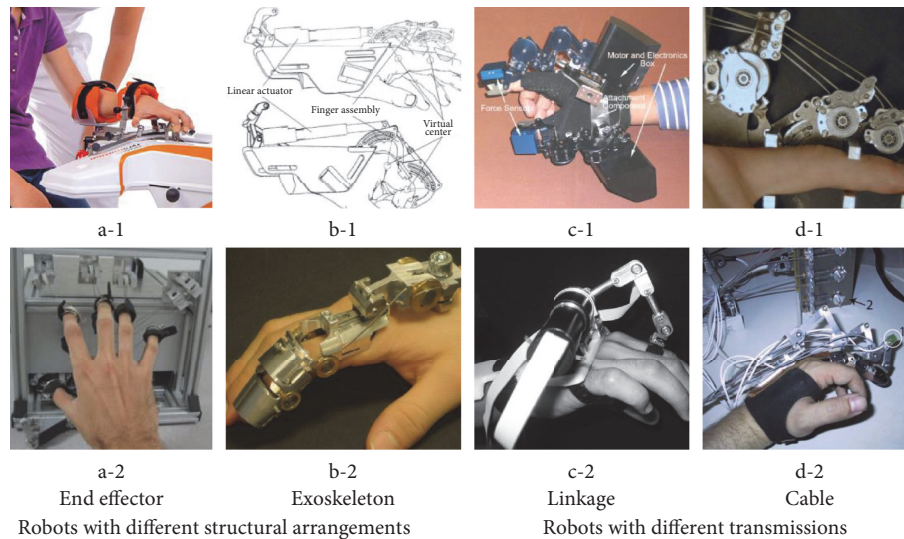 Linear actuator
Finger assembly
Virtual
center
Motor and Electronics
Box
Attachment
Component
Force Sensor
2
a-1 b-1 c-1 d-1
a-2 b-2 c-2 d-2
End effector Exoskeleton Linkage Cable
Robots with different structural arrangements Robots with different transmissions